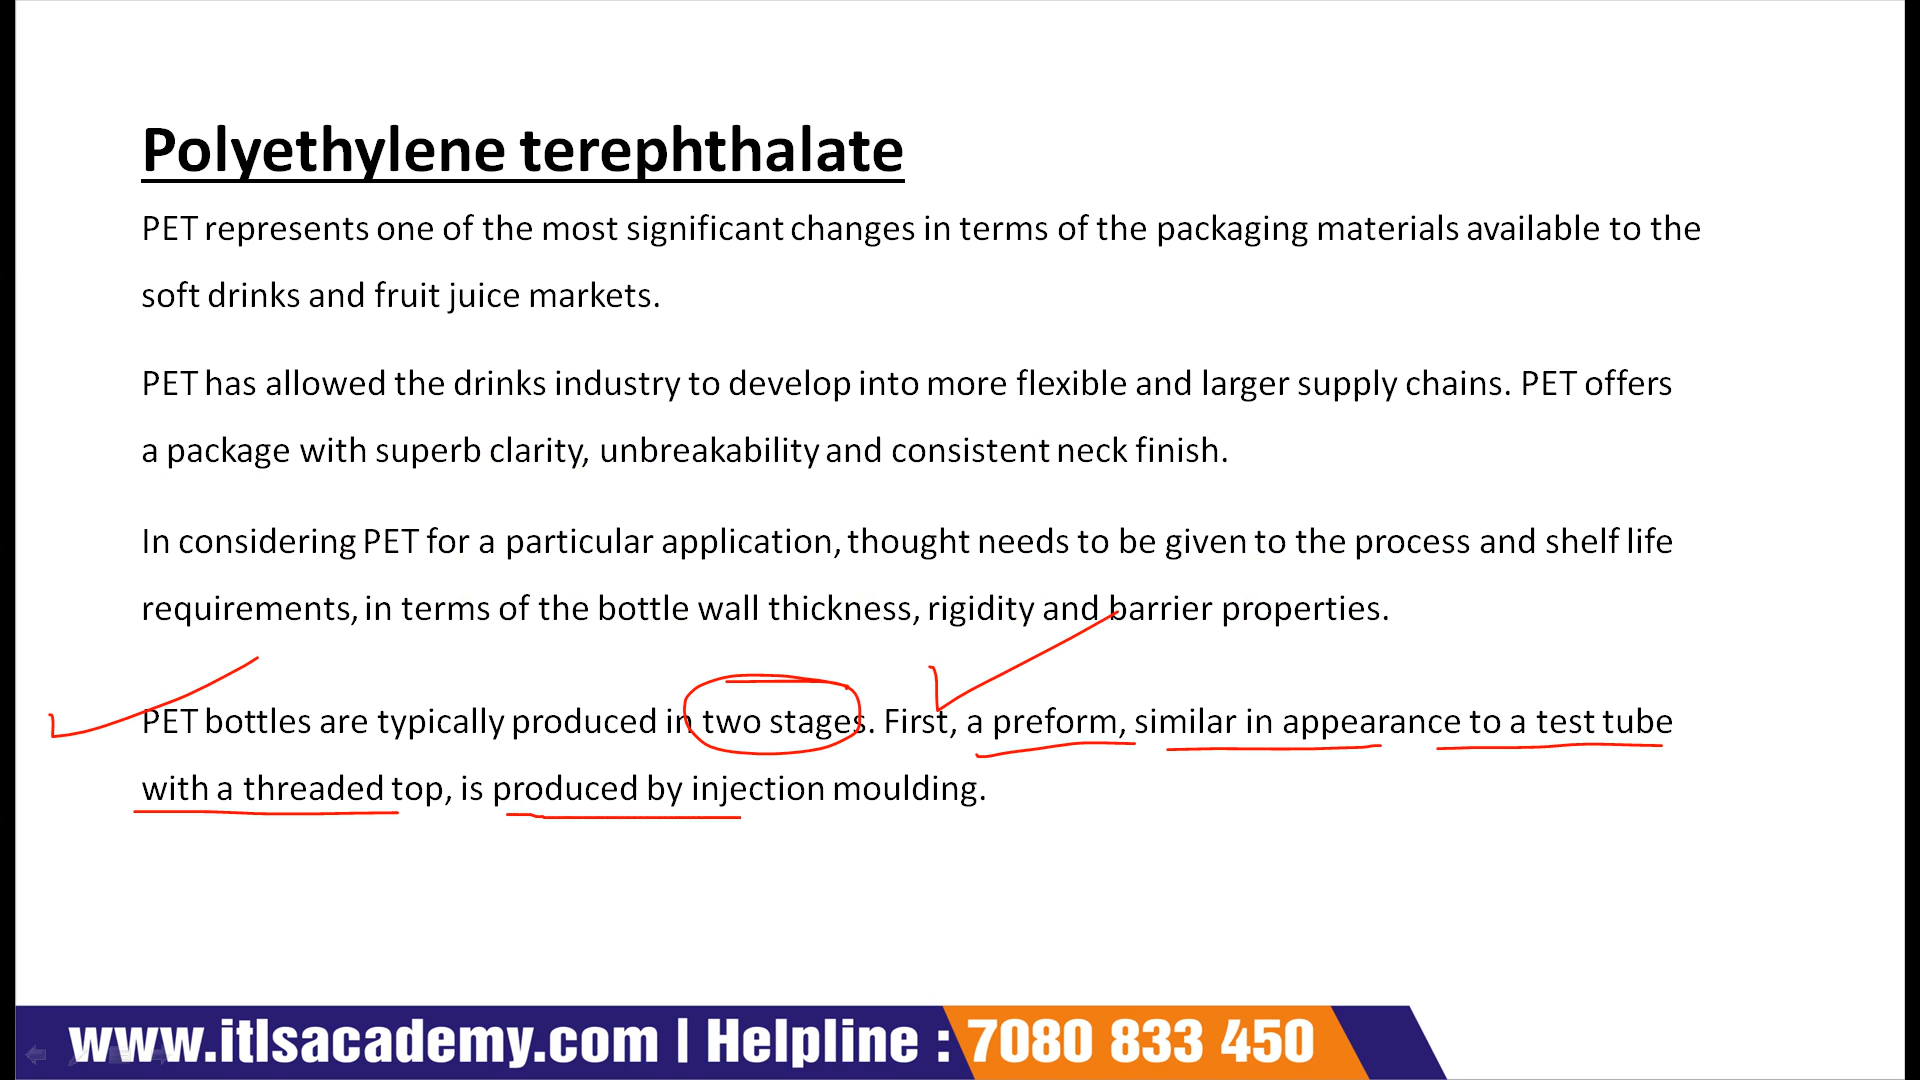 Polyethylene terephthalate
PET represents one of the most significant changes in terms of the packaging materials available to the
soft drinks and fruit juice markets.
PET has allowed the drinks industry to develop into more flexible and larger supply chains. PET offers
a package with superb clarity, unbreakability and consistent neck finish.
In considering PET for a particular application, thought needs to be given to the process and shelf life
requirements, in terms of the bottle wall thickness, rigidity and barrier properties.
PET bottles are typically produced in two stages. First, a preform, similar in appearance to a test tube
with a threaded top, is produced by injection moulding.
www.itlsacademy.com | Helpline : 7080 833 450